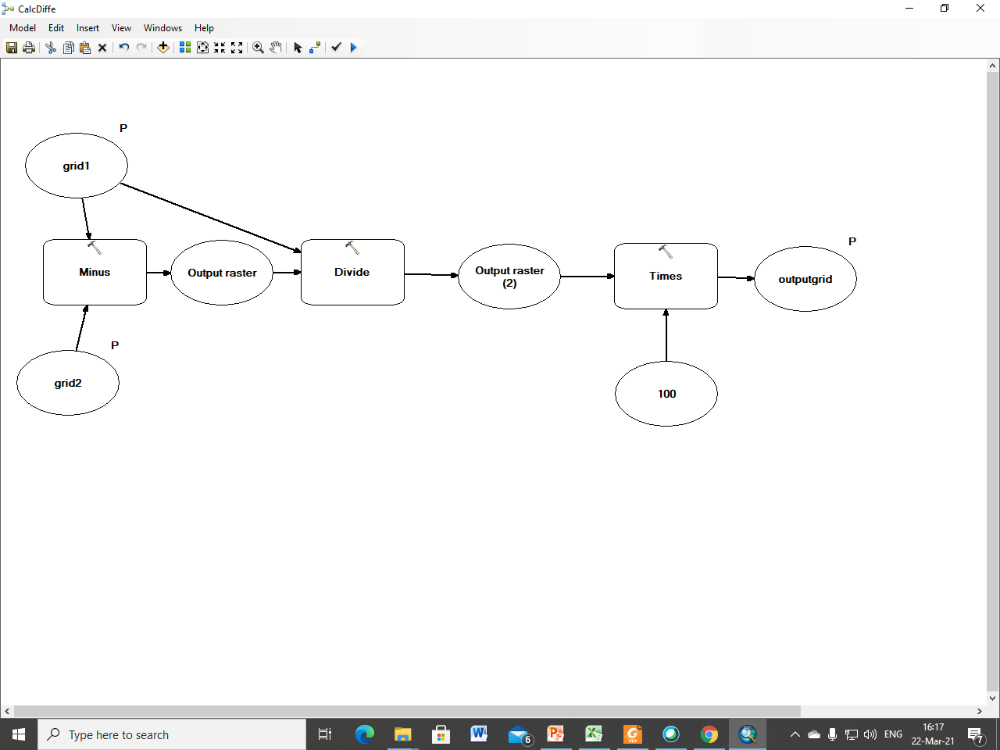 CalcDiffe
Model Edit Insert View Windows Help
P
grid1
Minus
Output raster
Divide
Output raster
(2)
Times
P
outputgrid
P
grid2
100
Type here to search
6
PDF
ENG
16:17
22-Mar-21
7